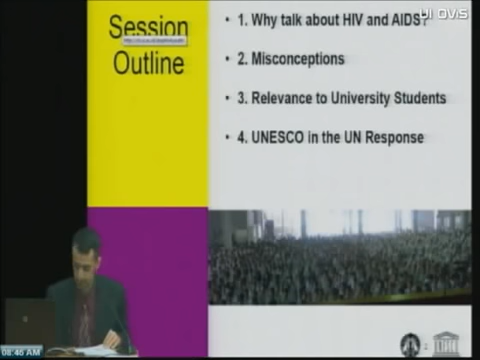 UI OVIS
Session
Outline
• 1. Why talk about HIV and AIDS?
• 2. Misconceptions
• 3. Relevance to University Students
• 4. UNESCO in the UN Response
08:46 AM